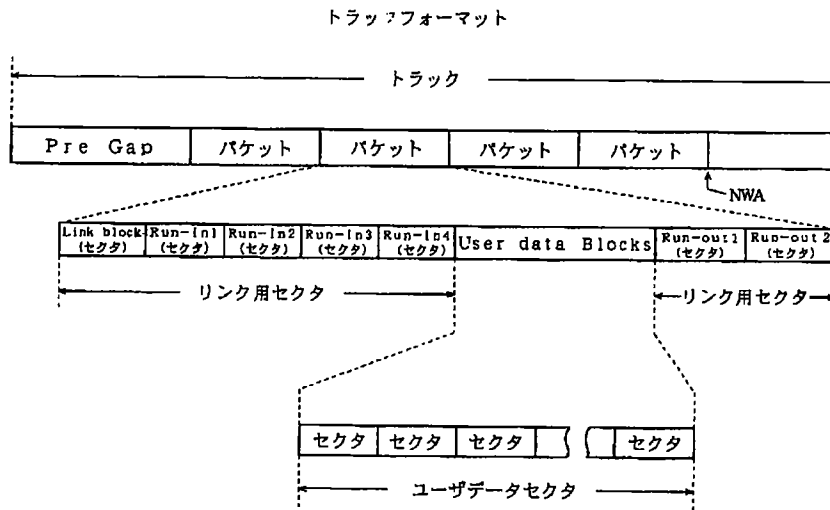 トラックフォーマット
トラック
Pre Gap パケット パケット パケット パケット
NWA
Link block (セクタ) Run-In1 (セクタ) Run-In2 (セクタ) Run-In3 (セクタ) Run-In4 (セクタ) User data Blocks Run-out1 (セクタ) Run-out2 (セクタ)
リンク用セクタ リンク用セクタ
セクタ セクタ セクタ セクタ
ユーザデータセクタ